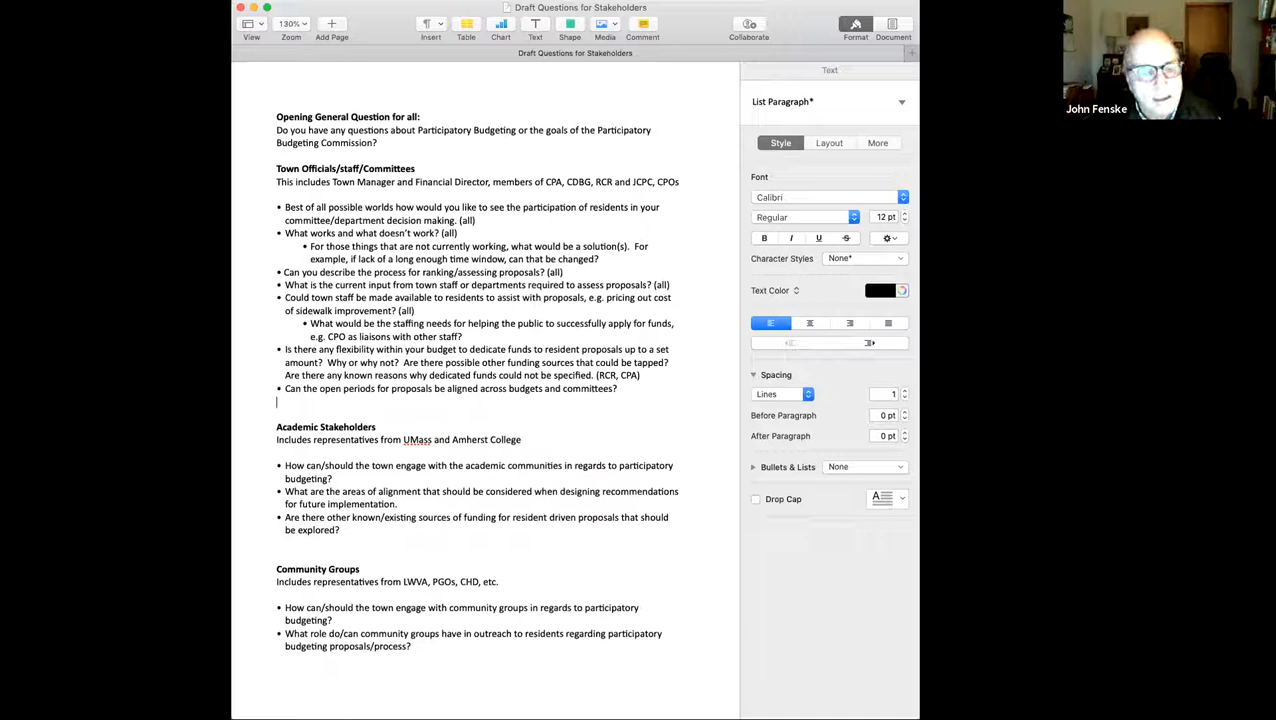 Draft Questions for Stakeholders
130%
View
Zoom
Add Page
Insert
Table
Chart
Text
Shape
Media
Comment
Collaborate
Format
Document
Draft Questions for Stakeholders
Opening General Question for all:
Do you have any questions about Participatory Budgeting or the goals of the Participatory
Budgeting Commission?
Town Officials/staff/Committees
This includes Town Manager and Financial Director, members of CPA, CDBG, RCR and JCPC, CPOs
• Best of all possible worlds how would you like to see the participation of residents in your
committee/department decision making. (all)
• What works and what doesn't work? (all)
• For those things that are not currently working, what would be a solution(s). For
example, if lack of a long enough time window, can that be changed?
• Can you describe the process for ranking/assessing proposals? (all)
• What is the current input from town staff or departments required to assess proposals? (all)
• Could town staff be made available to residents to assist with proposals, e.g. pricing out cost
of sidewalk improvement? (all)
• What would be the staffing needs for helping the public to successfully apply for funds,
e.g. CPO as liaisons with other staff?
• Is there any flexibility within your budget to dedicate funds to resident proposals up to a set
amount? Why or why not? Are there possible other funding sources that could be tapped?
Are there any known reasons why dedicated funds could not be specified. (RCR, CPA)
• Can the open periods for proposals be aligned across budgets and committees?
Academic Stakeholders
Includes representatives from UMass and Amherst College
• How can/should the town engage with the academic communities in regards to participatory
budgeting?
• What are the areas of alignment that should be considered when designing recommendations
for future implementation.
• Are there other known/existing sources of funding for resident driven proposals that should
be explored?
Community Groups
Includes representatives from LWVA, PGOs, CHD, etc.
• How can/should the town engage with community groups in regards to participatory
budgeting?
• What role do/can community groups have in outreach to residents regarding participatory
budgeting proposals/process?
Text
List Paragraph*
Style
Layout
More
Font
Calibri
Regular
12 pt
B I U S
Character Styles
None*
Text Color
Spacing
Lines
1
Before Paragraph
0 pt
After Paragraph
0 pt
Bullets & Lists
None
Drop Cap
A
John Fenske